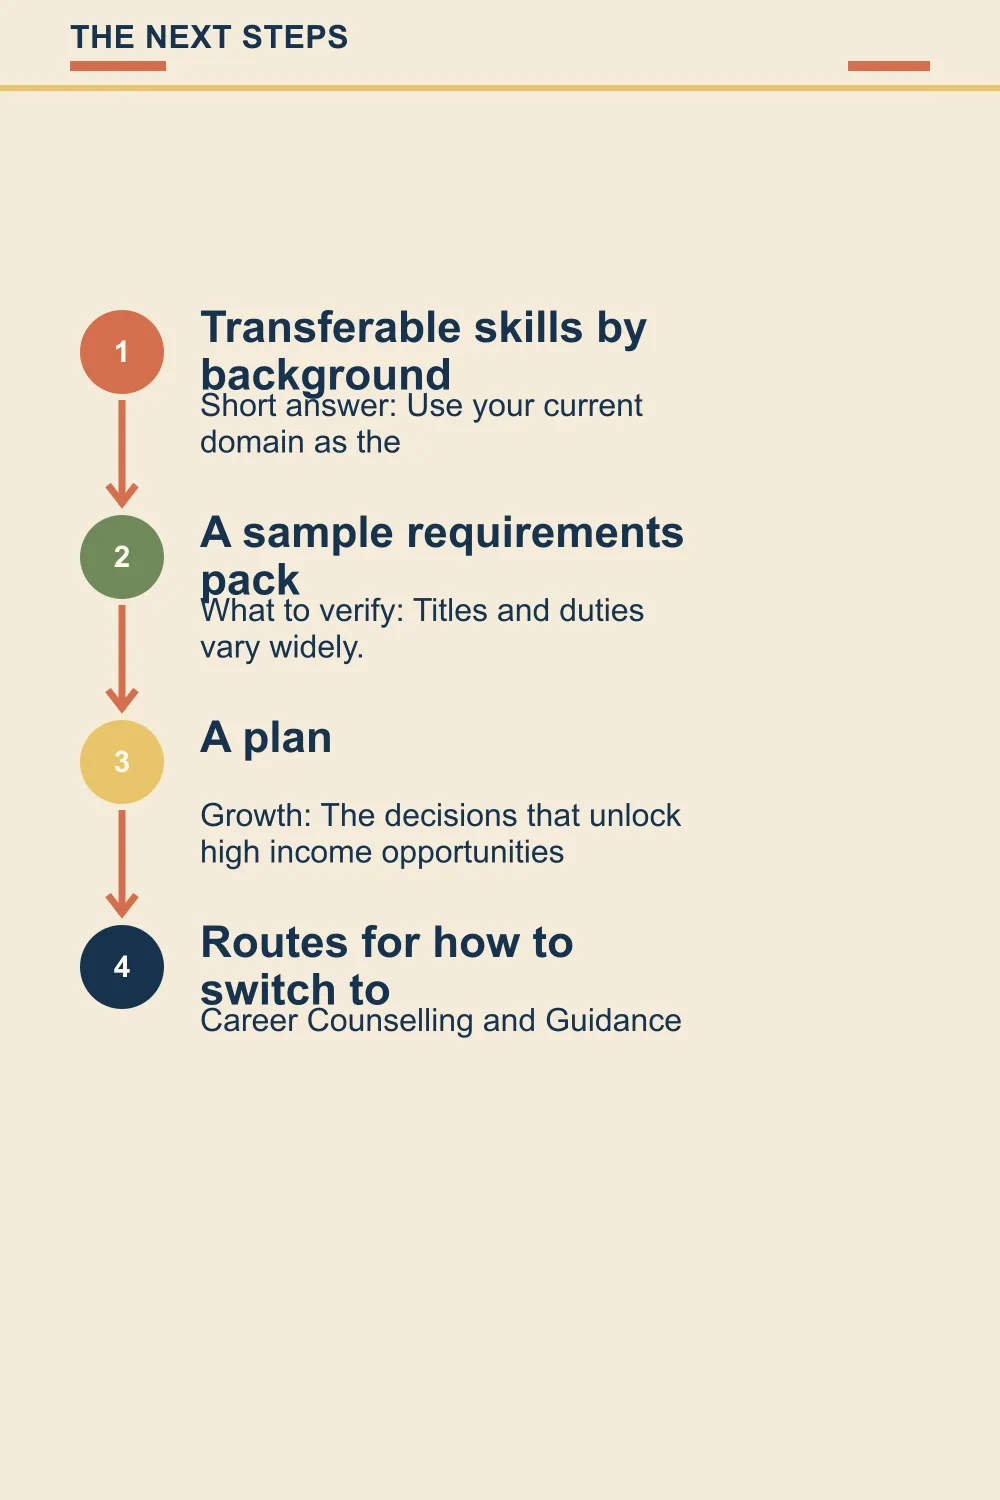 THE NEXT STEPS
1
Transferable skills by
background
Short answer: Use your current
domain as the
2
A sample requirements
pack
What to verify: Titles and duties
vary widely.
3
A plan
Growth: The decisions that unlock
high income opportunities
4
Routes for how to
switch to
Career Counselling and Guidance